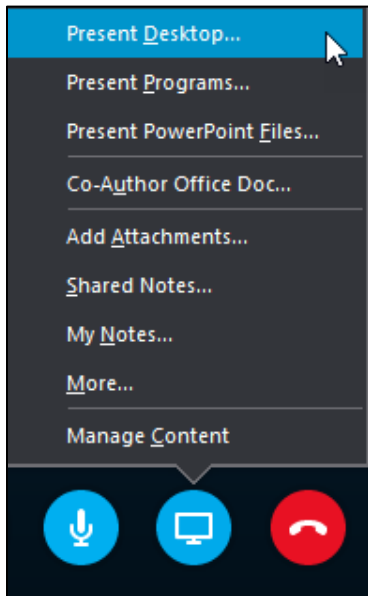 Present Desktop...
Present Programs...
Present PowerPoint Files...
Co-Author Office Doc...
Add Attachments...
Shared Notes...
My Notes...
More...
Manage Content